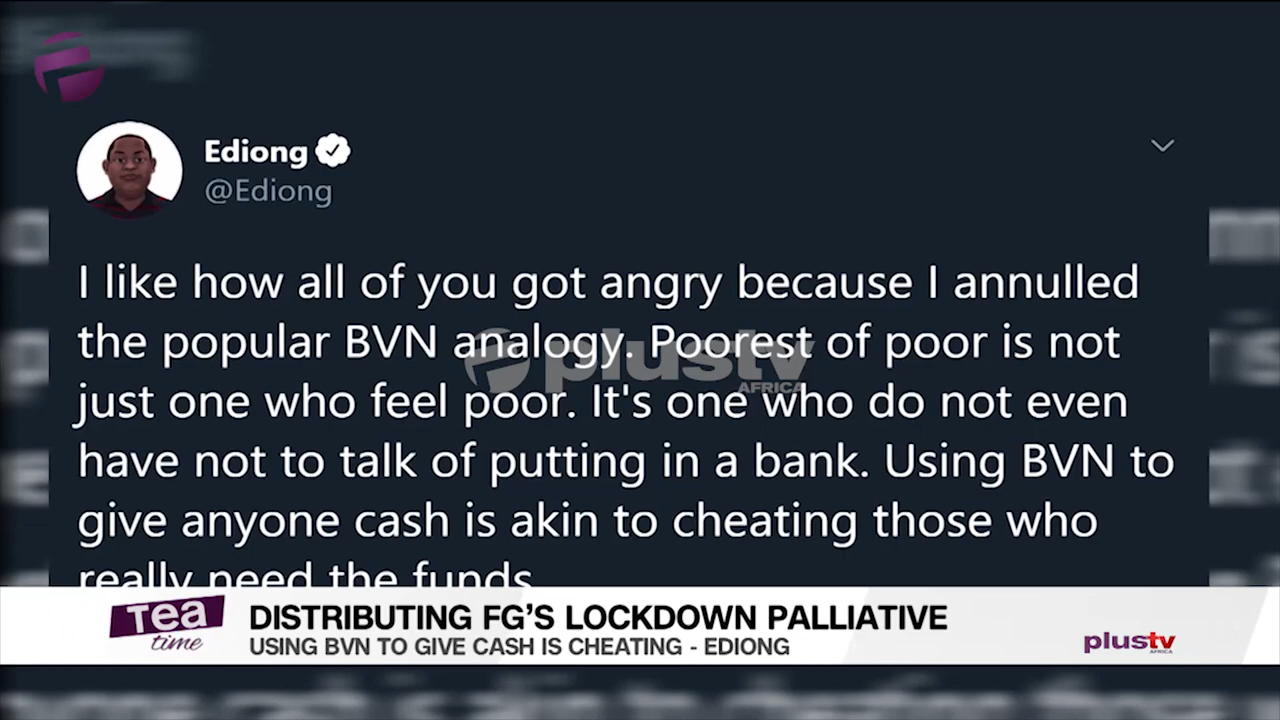 Ediong
@Ediong
I like how all of you got angry because I annulled
the popular BVN analogy. Poorest of poor is not
just one who feel poor. It's one who do not even
have not to talk of putting in a bank. Using BVN to
give anyone cash is akin to cheating those who
really need the funds
plustv
AFRICA
Tea
time
DISTRIBUTING FG'S LOCKDOWN PALLIATIVE
USING BVN TO GIVE CASH IS CHEATING - EDIONG
plustv
AFRICA